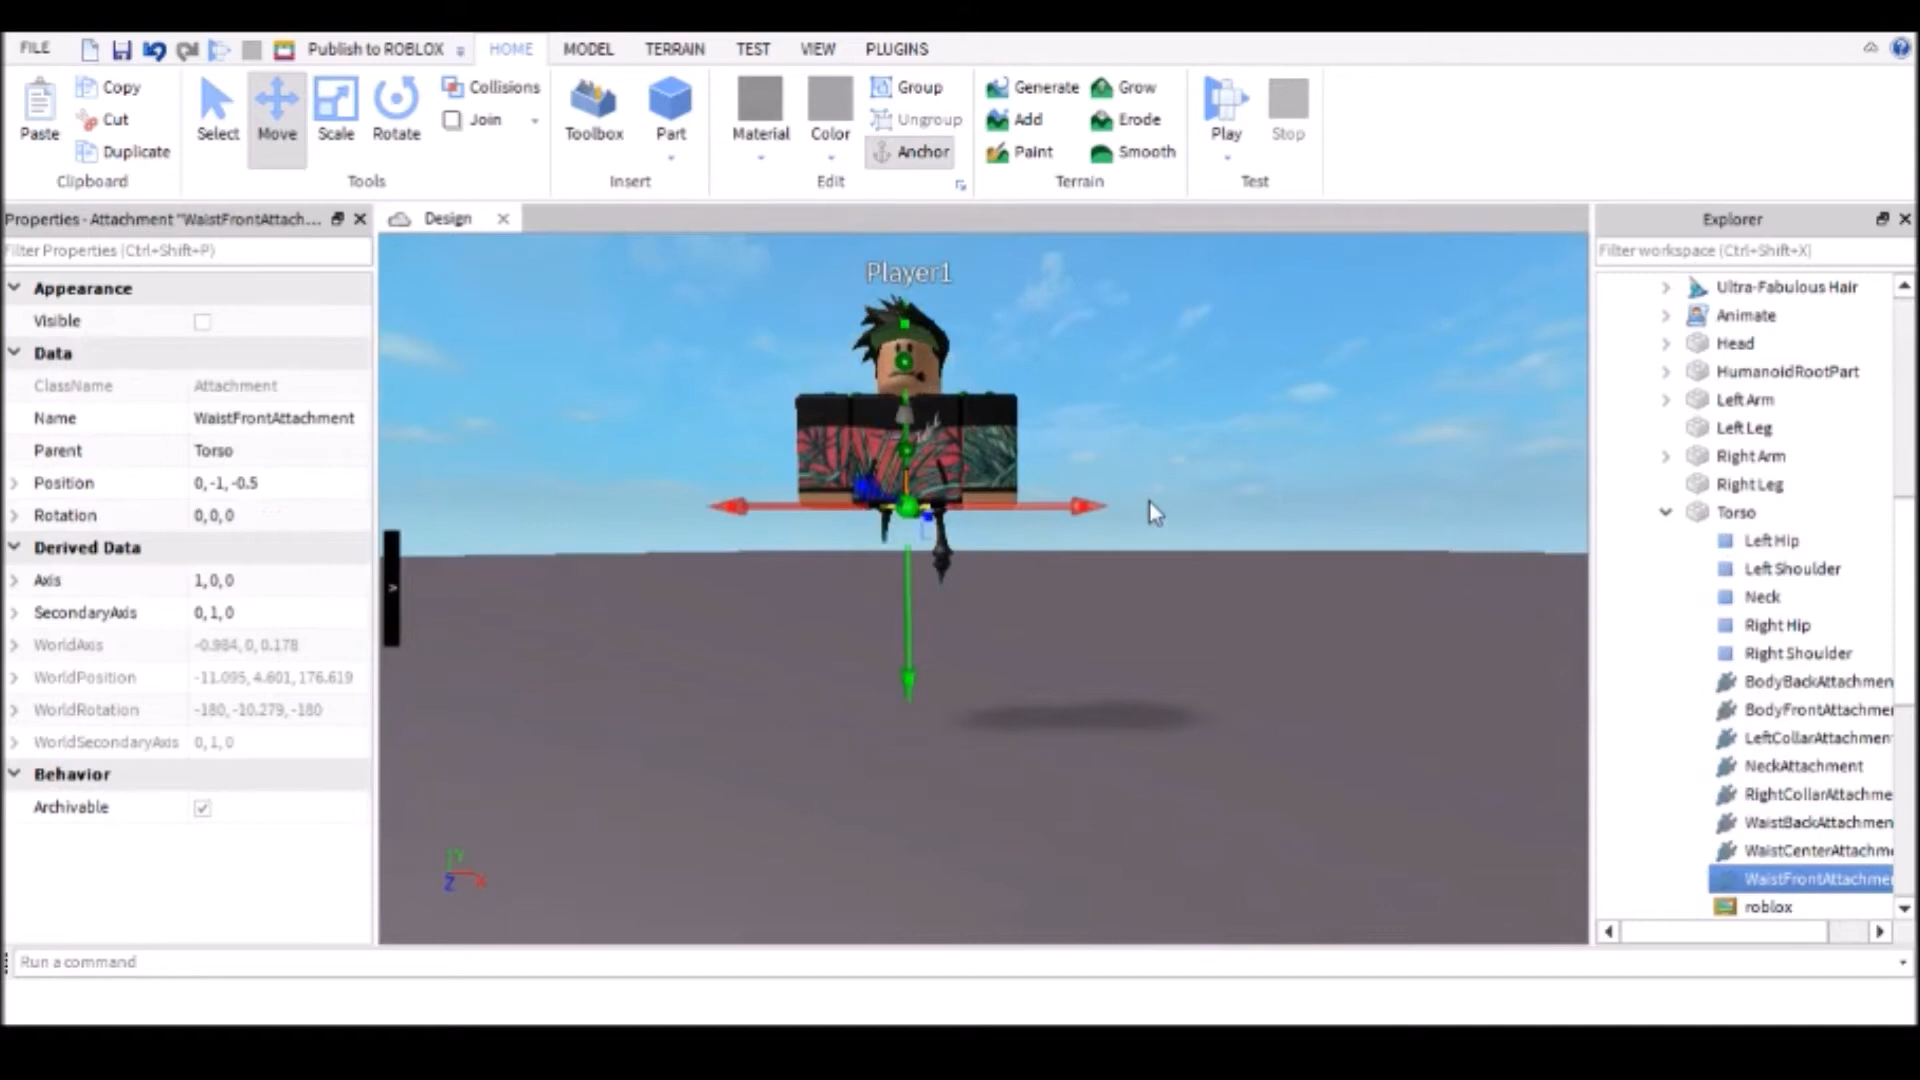 FILE Publish to ROBLOX HOME MODEL TERRAIN TEST VIEW PLUGINS
Paste Copy Cut Duplicate
Clipboard
Select Move Scale Rotate Collisions Join
Tools
Toolbox Part
Insert
Material Color Group Ungroup Anchor
Edit
Generate Grow
Add Erode
Paint Smooth
Terrain
Play Stop
Test
Properties - Attachment "WaistFrontAttach...
Filter Properties (Ctrl+Shift+P)
Appearance
Visible
Data
ClassName Attachment
Name WaistFrontAttachment
Parent Torso
Position 0, -1, -0.5
Rotation 0, 0, 0
Derived Data
Axis 1, 0, 0
SecondaryAxis 0, 1, 0
WorldAxis -0.984, 0, 0.178
WorldPosition -11.095, 4.601, 176.619
WorldRotation -180, -10.279, -180
WorldSecondaryAxis 0, 1, 0
Behavior
Archivable
Design
Player1
Y
Z X
Explorer
Filter workspace (Ctrl+Shift+X)
Ultra-Fabulous Hair
Animate
Head
HumanoidRootPart
Left Arm
Left Leg
Right Arm
Right Leg
Torso
Left Hip
Left Shoulder
Neck
Right Hip
Right Shoulder
BodyBackAttachmen
BodyFrontAttachme
LeftCollarAttachmen
NeckAttachment
RightCollarAttachme
WaistBackAttachmen
WaistCenterAttachme
WaistFrontAttachme
roblox
Run a command